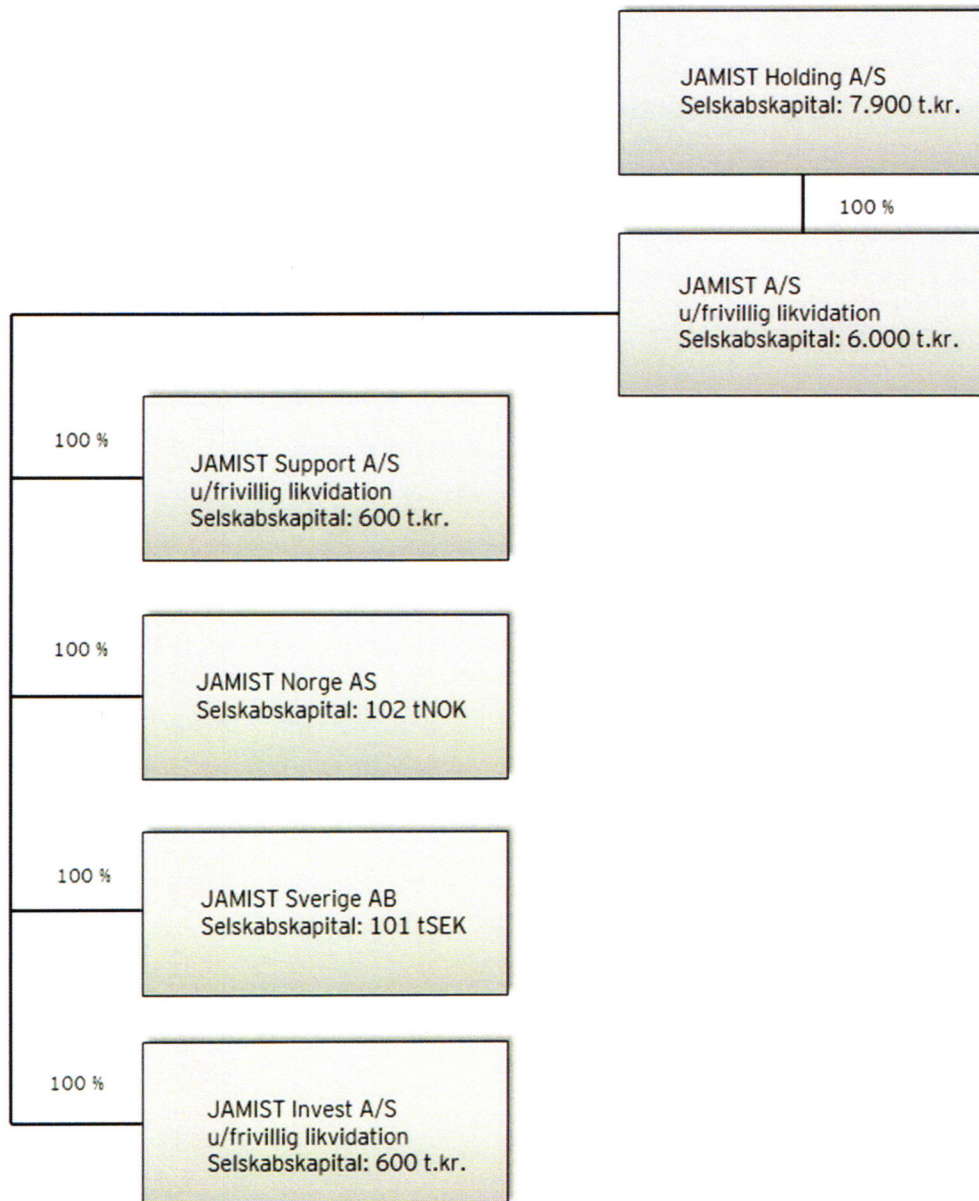 JAMIST Holding A/S
Selskabskapital: 7.900 t.kr.
100 %
JAMIST A/S
u/frivillig likvidation
Selskabskapital: 6.000 t.kr.
100 %
JAMIST Support A/S
u/frivillig likvidation
Selskabskapital: 600 t.kr.
100 %
JAMIST Norge AS
Selskabskapital: 102 tNOK
100 %
JAMIST Sverige AB
Selskabskapital: 101 tSEK
100 %
JAMIST Invest A/S
u/frivillig likvidation
Selskabskapital: 600 t.kr.